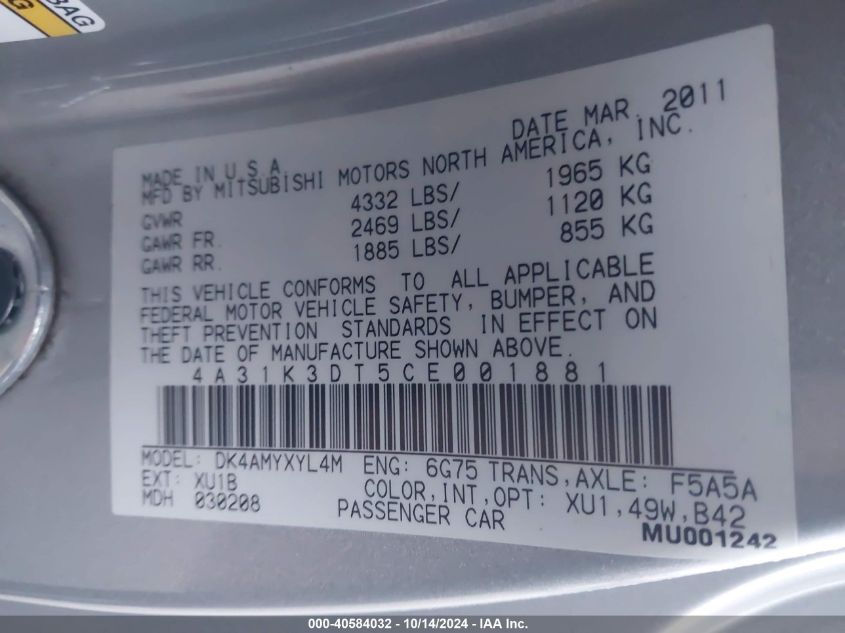 BAG
G
DATE MAR. 2011
MADE IN U.S.A.
MFD BY MITSUBISHI MOTORS NORTH AMERICA, INC.
GVWR 4332 LBS/ 1965 KG
GAWR FR. 2469 LBS/ 1120 KG
GAWR RR. 1885 LBS/ 855 KG
THIS VEHICLE CONFORMS TO ALL APPLICABLE
FEDERAL MOTOR VEHICLE SAFETY, BUMPER, AND
THEFT PREVENTION STANDARDS IN EFFECT ON
THE DATE OF MANUFACTURE SHOWN ABOVE.
4A31K3DT5CE001881
MODEL: DK4AMYXYL4M ENG: 6G75 TRANS,AXLE: F5A5A
EXT: XU1B COLOR,INT,OPT: XU1,49W,B42
MDH 030208 PASSENGER CAR
MU001242
000-40584032 - 10/14/2024 - IAA Inc.